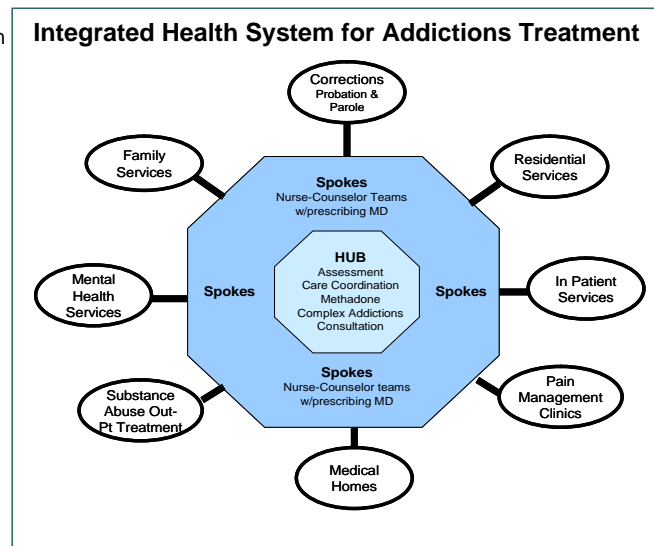 n
Integrated Health System for Addictions Treatment
Corrections
Probation &
Parole
Family
Services
Residential
Services
Spokes
Nurse-Counselor Teams
w/prescribing MD
HUB
Assessment
Care Coordination
Methadone
Complex Addictions
Consultation
Mental
Health
Services
Spokes
Spokes
In Patient
Services
Spokes
Nurse-Counselor teams
w/prescribing MD
Substance
Abuse Out-
Pt Treatment
Pain
Management
Clinics
Medical
Homes